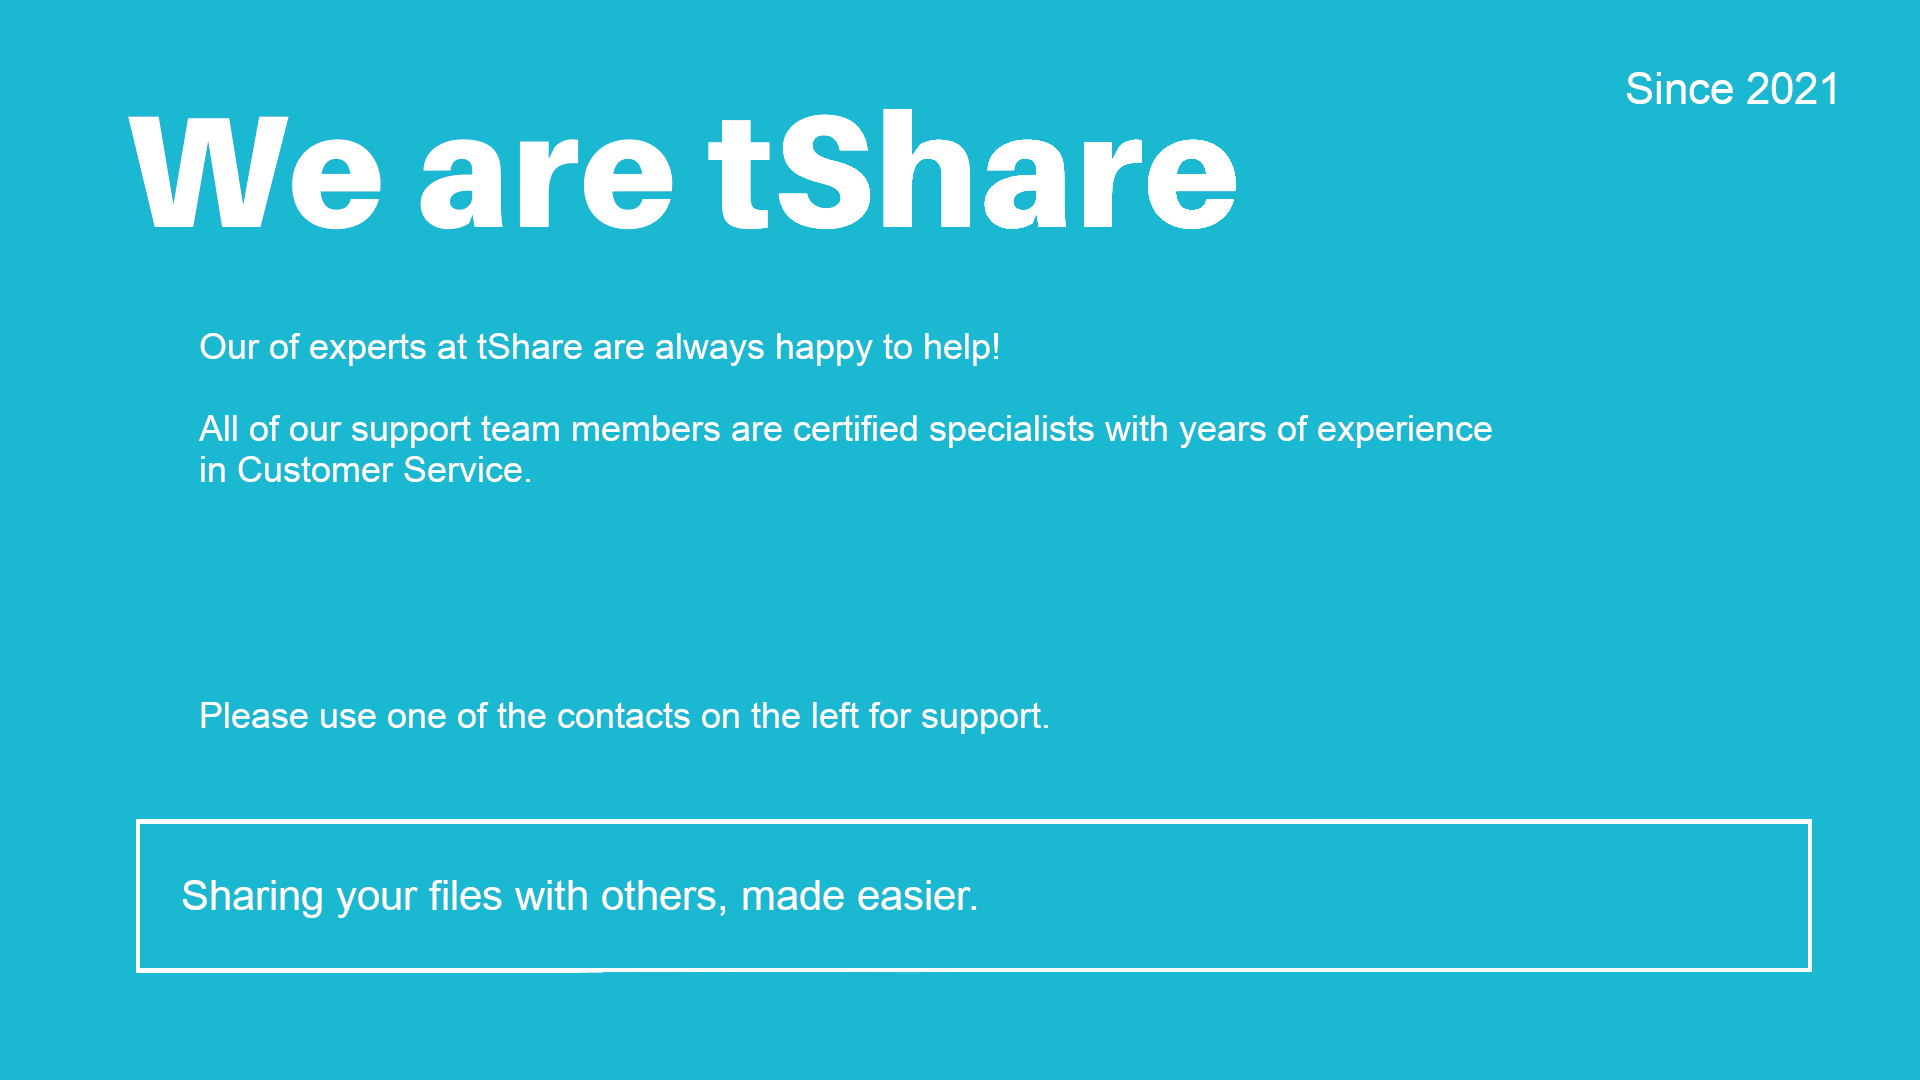 Since 2021
We are tShare
Our of experts at tShare are always happy to help!
All of our support team members are certified specialists with years of experience
in Customer Service.
Please use one of the contacts on the left for support.
Sharing your files with others, made easier.